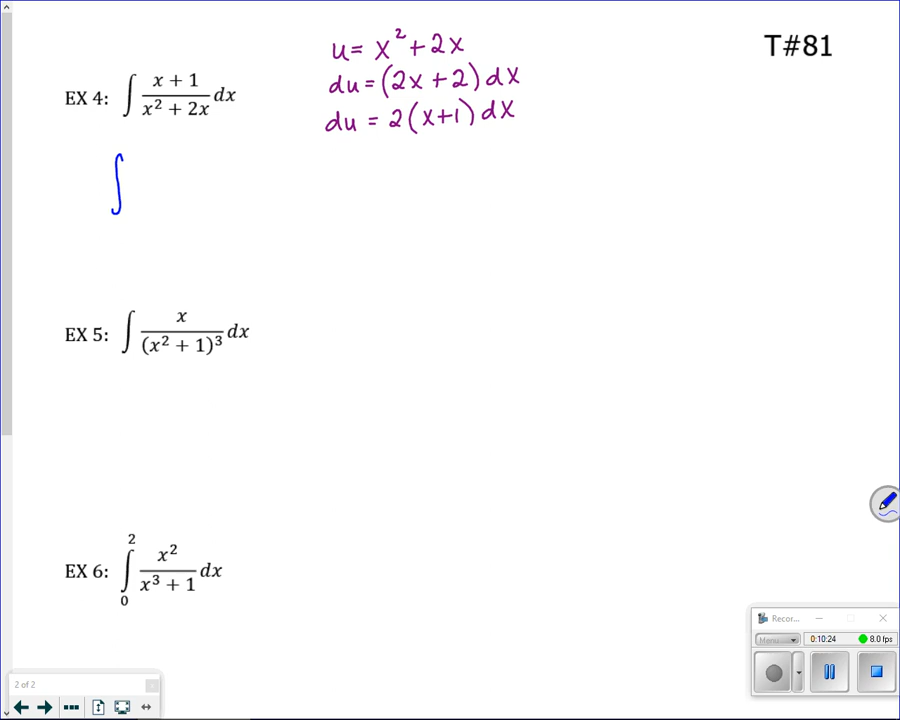 T#81
u = x² + 2x
du = (2x + 2) dx
du = 2(x+1) dx
EX 4: ∫ (x + 1)/(x² + 2x) dx
∫
EX 5: ∫ x/(x² + 1)³ dx
EX 6: ∫₀² x²/(x³ + 1) dx
Recor...
Menu
0:10:24
8.0 fps
2 of 2